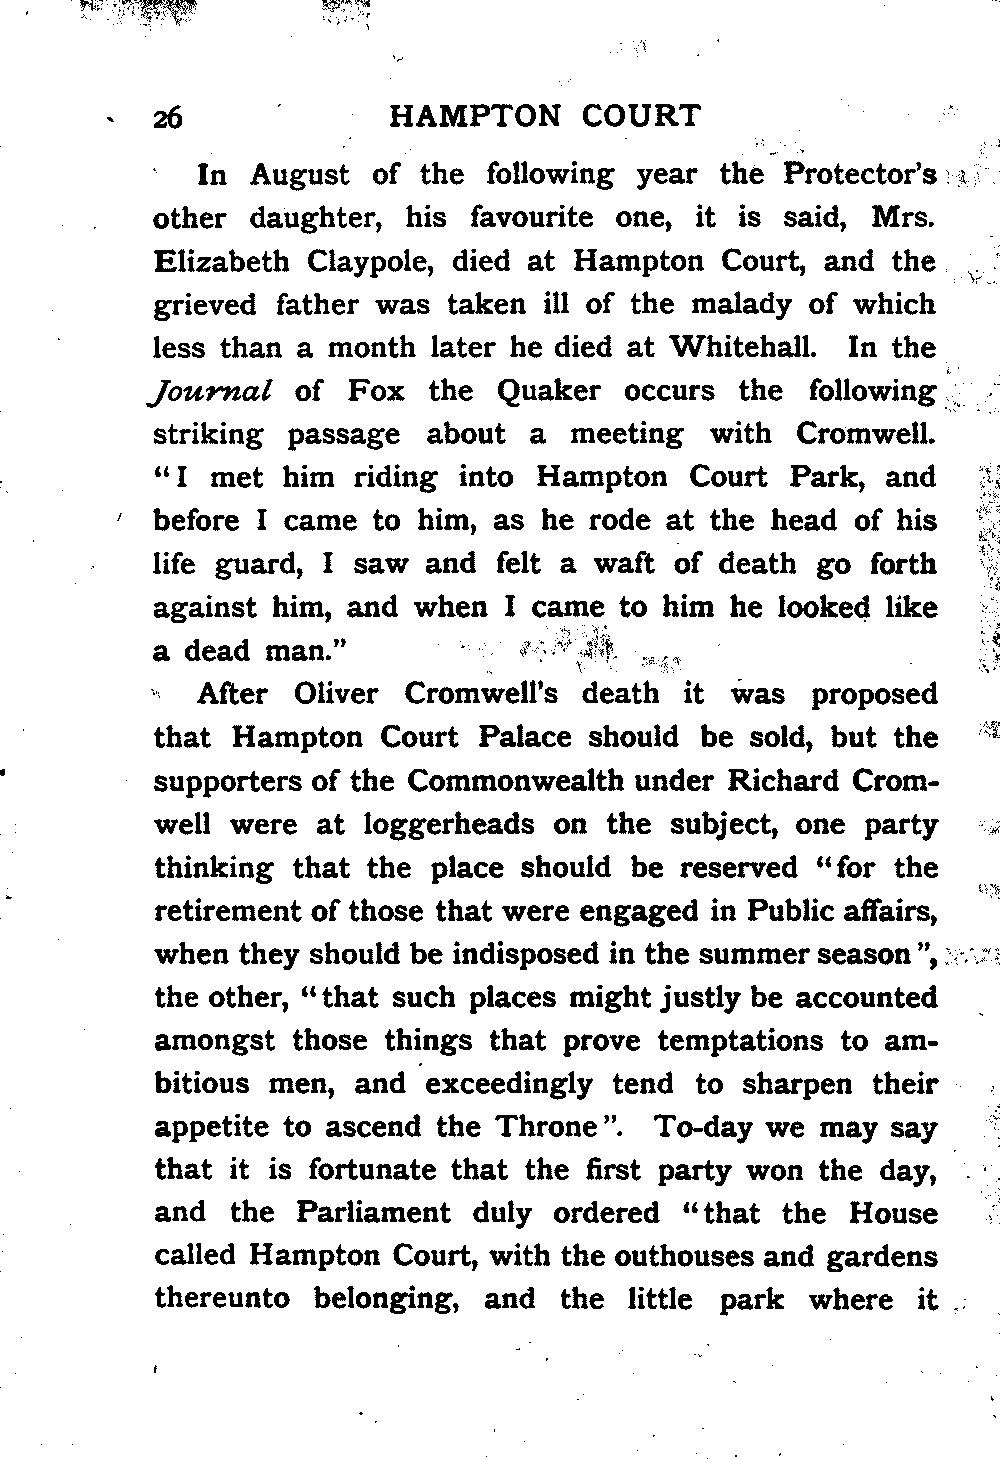 26 HAMPTON COURT
In August of the following year the Protector's
other daughter, his favourite one, it is said, Mrs.
Elizabeth Claypole, died at Hampton Court, and the
grieved father was taken ill of the malady of which
less than a month later he died at Whitehall. In the
Journal of Fox the Quaker occurs the following
striking passage about a meeting with Cromwell.
"I met him riding into Hampton Court Park, and
before I came to him, as he rode at the head of his
life guard, I saw and felt a waft of death go forth
against him, and when I came to him he looked like
a dead man."
After Oliver Cromwell's death it was proposed
that Hampton Court Palace should be sold, but the
supporters of the Commonwealth under Richard Crom-
well were at loggerheads on the subject, one party
thinking that the place should be reserved "for the
retirement of those that were engaged in Public affairs,
when they should be indisposed in the summer season",
the other, "that such places might justly be accounted
amongst those things that prove temptations to am-
bitious men, and exceedingly tend to sharpen their
appetite to ascend the Throne". To-day we may say
that it is fortunate that the first party won the day,
and the Parliament duly ordered "that the House
called Hampton Court, with the outhouses and gardens
thereunto belonging, and the little park where it